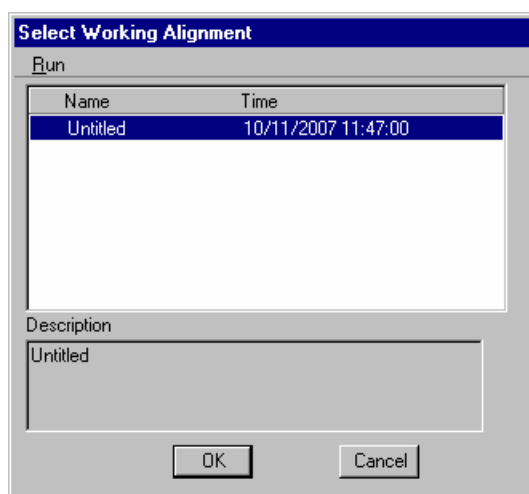 Select Working Alignment
Run
Name Time
Untitled 10/11/2007 11:47:00
Description
Untitled
OK Cancel